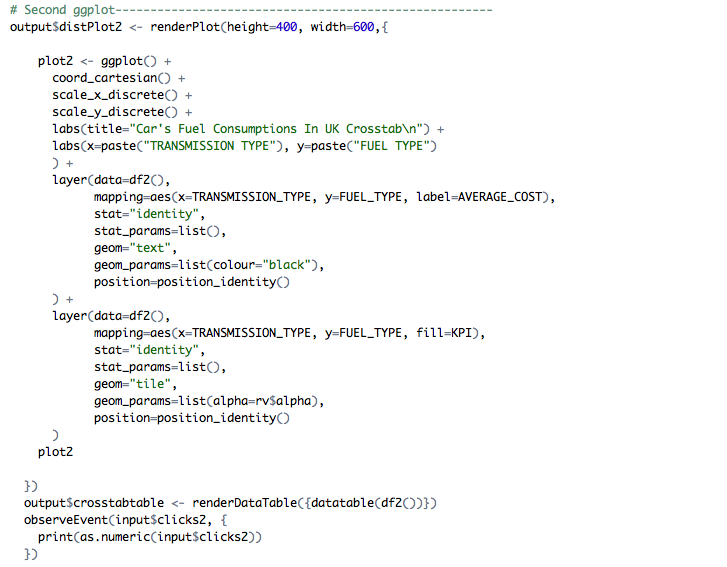 # Second ggplot------------------------------------------------------
output$distPlot2 <- renderPlot(height=400, width=600,{
plot2 <- ggplot() +
coord_cartesian() +
scale_x_discrete() +
scale_y_discrete() +
labs(title="Car's Fuel Consumptions In UK Crosstab\n") +
labs(x=paste("TRANSMISSION TYPE"), y=paste("FUEL TYPE")
) +
layer(data=df2(),
mapping=aes(x=TRANSMISSION_TYPE, y=FUEL_TYPE, label=AVERAGE_COST),
stat="identity",
stat_params=list(),
geom="text",
geom_params=list(colour="black"),
position=position_identity()
) +
layer(data=df2(),
mapping=aes(x=TRANSMISSION_TYPE, y=FUEL_TYPE, fill=KPI),
stat="identity",
stat_params=list(),
geom="tile",
geom_params=list(alpha=rv$alpha),
position=position_identity()
)
plot2
})
output$crosstabtable <- renderDataTable({datatable(df2())})
observeEvent(input$clicks2, {
print(as.numeric(input$clicks2))
})